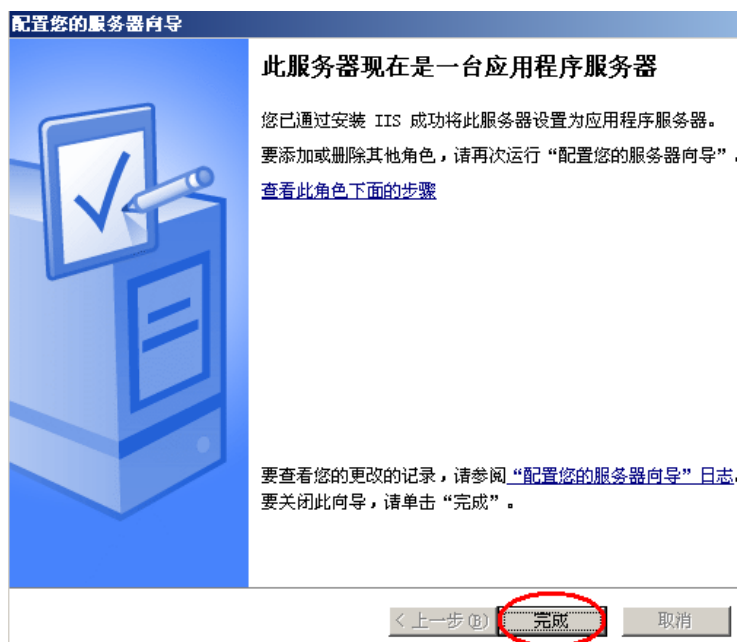 配置您的服务器向导
此服务器现在是一台应用程序服务器
您已通过安装 IIS 成功将此服务器设置为应用程序服务器。
要添加或删除其他角色，请再次运行“配置您的服务器向导”.
查看此角色下面的步骤
要查看您的更改的记录，请参阅“配置您的服务器向导”日志.
要关闭此向导，请单击“完成”。
< 上一步(B)
完成
取消